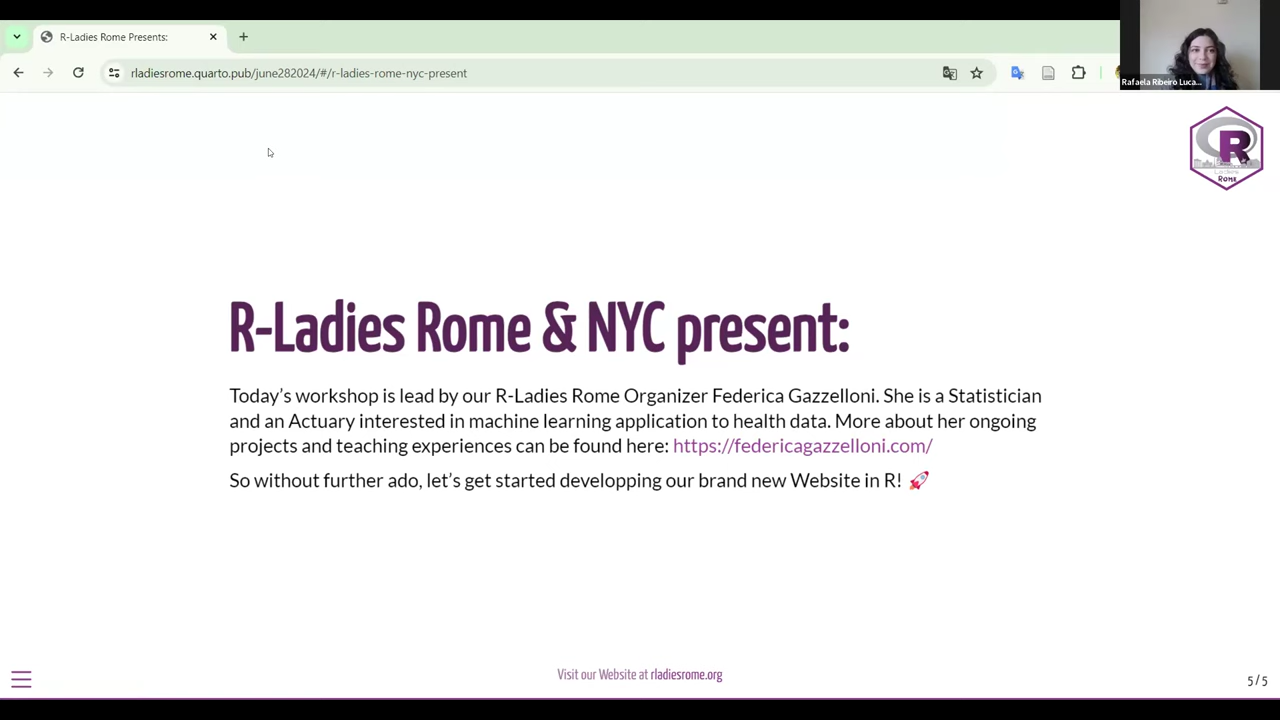 R-Ladies Rome Presents:
rladiesrome.quarto.pub/june282024/#/r-ladies-rome-nyc-present
Rafaela Ribeiro Luca...
R
Ladies
Rome
R-Ladies Rome & NYC present:
Today's workshop is lead by our R-Ladies Rome Organizer Federica Gazzelloni. She is a Statistician
and an Actuary interested in machine learning application to health data. More about her ongoing
projects and teaching experiences can be found here: https://federicagazzelloni.com/
So without further ado, let's get started developping our brand new Website in R! 🚀
Visit our Website at rladiesrome.org
5 / 5